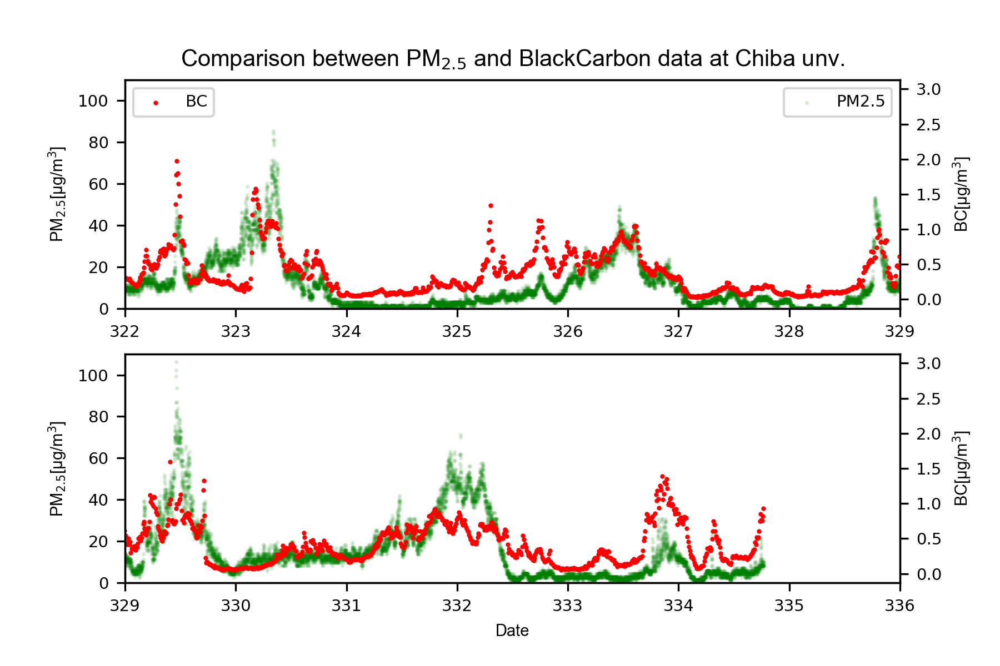 Comparison between PM2.5 and BlackCarbon data at Chiba unv.
BC
PM2.5
PM2.5[µg/m3]
100
80
60
40
20
0
3.0
2.5
2.0
1.5
1.0
0.5
0.0
BC[µg/m3]
322 323 324 325 326 327 328 329
PM2.5[µg/m3]
100
80
60
40
20
0
3.0
2.5
2.0
1.5
1.0
0.5
0.0
BC[µg/m3]
329 330 331 332 333 334 335 336
Date